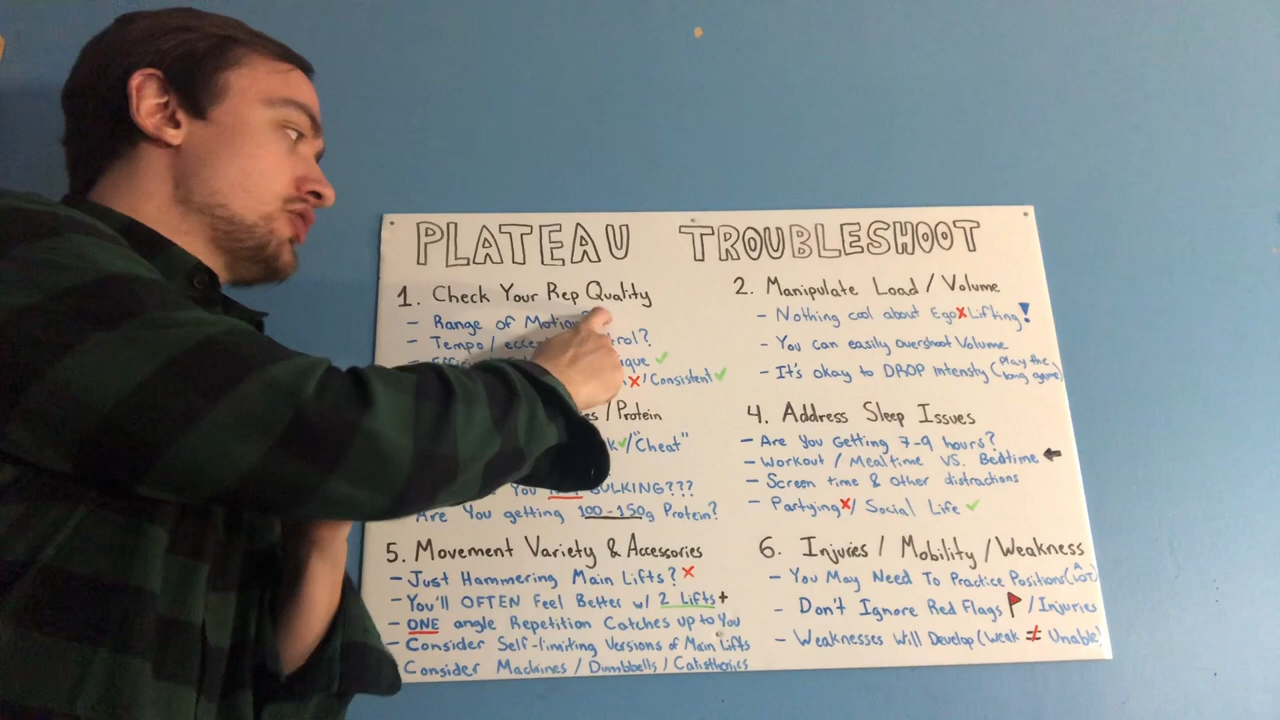 PLATEAU TROUBLESHOOT
1. Check Your Rep Quality
- Range of Motion?
- Tempo/
/Consistent ✓
/Protein
✓/"Cheat"
You BULKING???
Are You getting 100-150g Protein?
2. Manipulate Load / Volume
- Nothing cool about Ego X Lifting!
- You can easily overshoot Volume
- It's okay to DROP Intensty (Play the long game)
4. Address Sleep Issues
- Are You Getting 7-9 hours?
- Workout / Mealtime VS. Bedtime ←
- Screen time & other distractions
- Partying X/ Social Life ✓
5. Movement Variety & Accessories
- Just Hammering Main Lifts? X
- You'll OFTEN Feel Better w/ 2 Lifts +
- ONE angle Repetition Catches up to You
- Consider Self-limiting Versions of Main Lifts
- Consider Machines / Dumbbells / Calisthenics
6. Injuries / Mobility / Weakness
- You May Need To Practice Positions (A LOT)
- Don't Ignore Red Flags / Injuries
- Weaknesses Will Develop (Weak ≠ Unable)